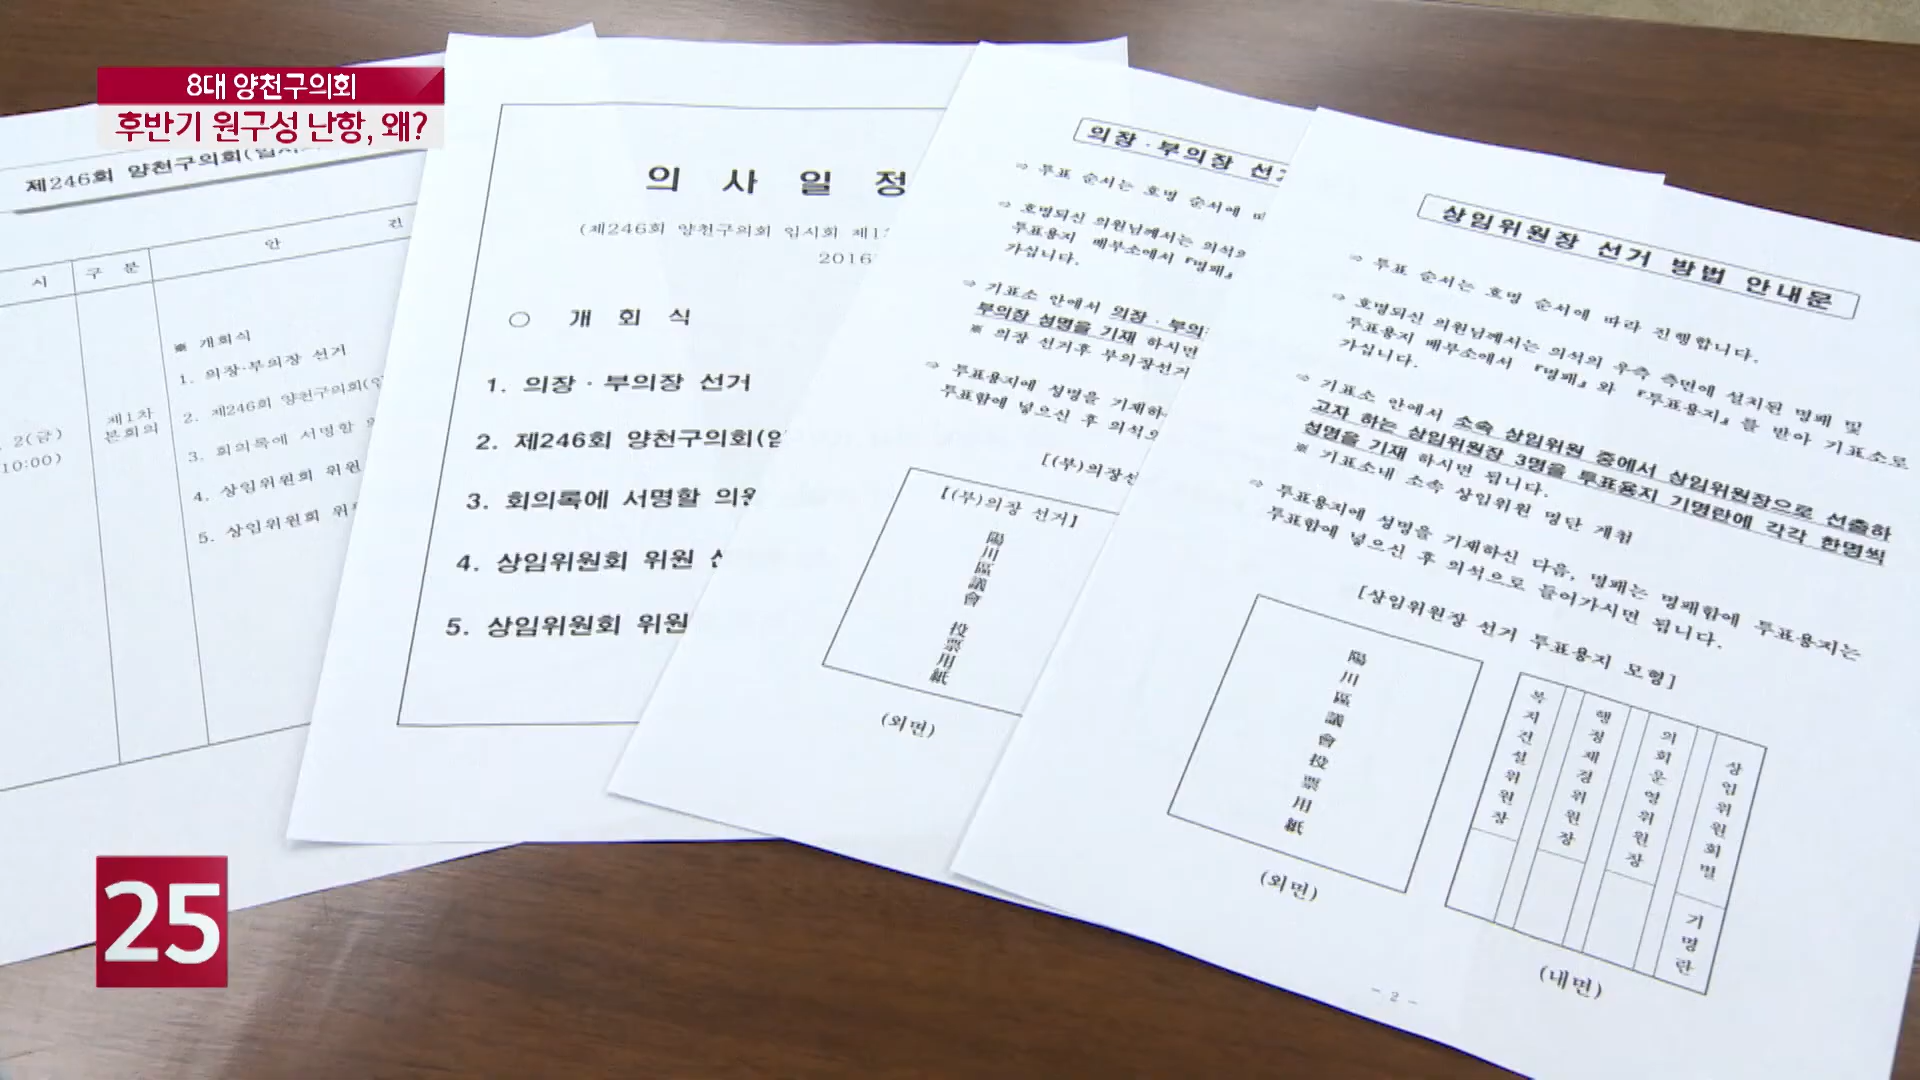 8대 양천구의회
후반기 원구성 난항, 왜?
제246회 양천구의회(임시
시
구 분
안 건
2(금)
10:00)
제1차
본회의
※ 개회식
1. 의장·부의장 선거
2. 제246회 양천구의회(임
3. 회의록에 서명할 의
4. 상임위원회 위원
5. 상임위원회 위
의 사 일 정
(제246회 양천구의회 임시회 제1
2016
○ 개 회 식
1. 의장 · 부의장 선거
2. 제246회 양천구의회(임
3. 회의록에 서명할 의원
4. 상임위원회 위원 선
5. 상임위원회 위원
의장 · 부의장 선거
⇨ 투표 순서는 호명 순서에 따
⇨ 호명되신 의원님께서는 의석의
투표용지 배부소에서 『명패』
가십니다.
⇨ 기표소 안에서 의장 · 부의
부의장 성명을 기재 하시면
※ 의장 선거후 부의장선거
⇨ 투표용지에 성명을 기재하
투표함에 넣으신 후 의석으
[(부)의장선
【(부)의장 선거】
陽川區議會 投票用紙
(외면)
상임위원장 선거 방법 안내문
⇨ 투표 순서는 호명 순서에 따라 진행합니다.
⇨ 호명되신 의원님께서는 의석의 우측 측면에 설치된 명패 및
투표용지 배부소에서 『명패』 와 『투표용지』 를 받아 기표소로
가십니다.
⇨ 기표소 안에서 소속 상임위원 중에서 상임위원장으로 선출하
고자 하는 상임위원장 3명을 투표용지 기명란에 각각 한명씩
성명을 기재 하시면 됩니다.
※ 기표소내 소속 상임위원 명단 게첨
⇨ 투표용지에 성명을 기재하신 다음, 명패는 명패함에 투표용지는
투표함에 넣으신 후 의석으로 들어가시면 됩니다.
[상임위원장 선거 투표용지 모형]
陽川區議會投票用紙
(외면)
복지건설위원장
행정재경위원장
의회운영위원장
상임위원회별
기명란
(내면)
- 2 -
25